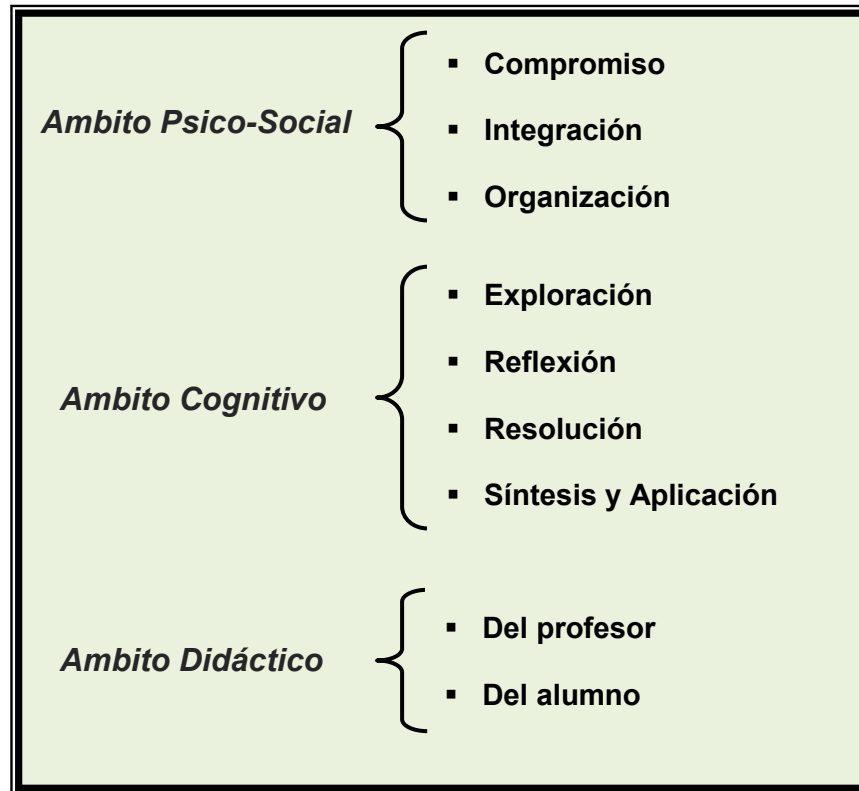 Ambito Psico-Social
▪ Compromiso
▪ Integración
▪ Organización
Ambito Cognitivo
▪ Exploración
▪ Reflexión
▪ Resolución
▪ Síntesis y Aplicación
Ambito Didáctico
▪ Del profesor
▪ Del alumno